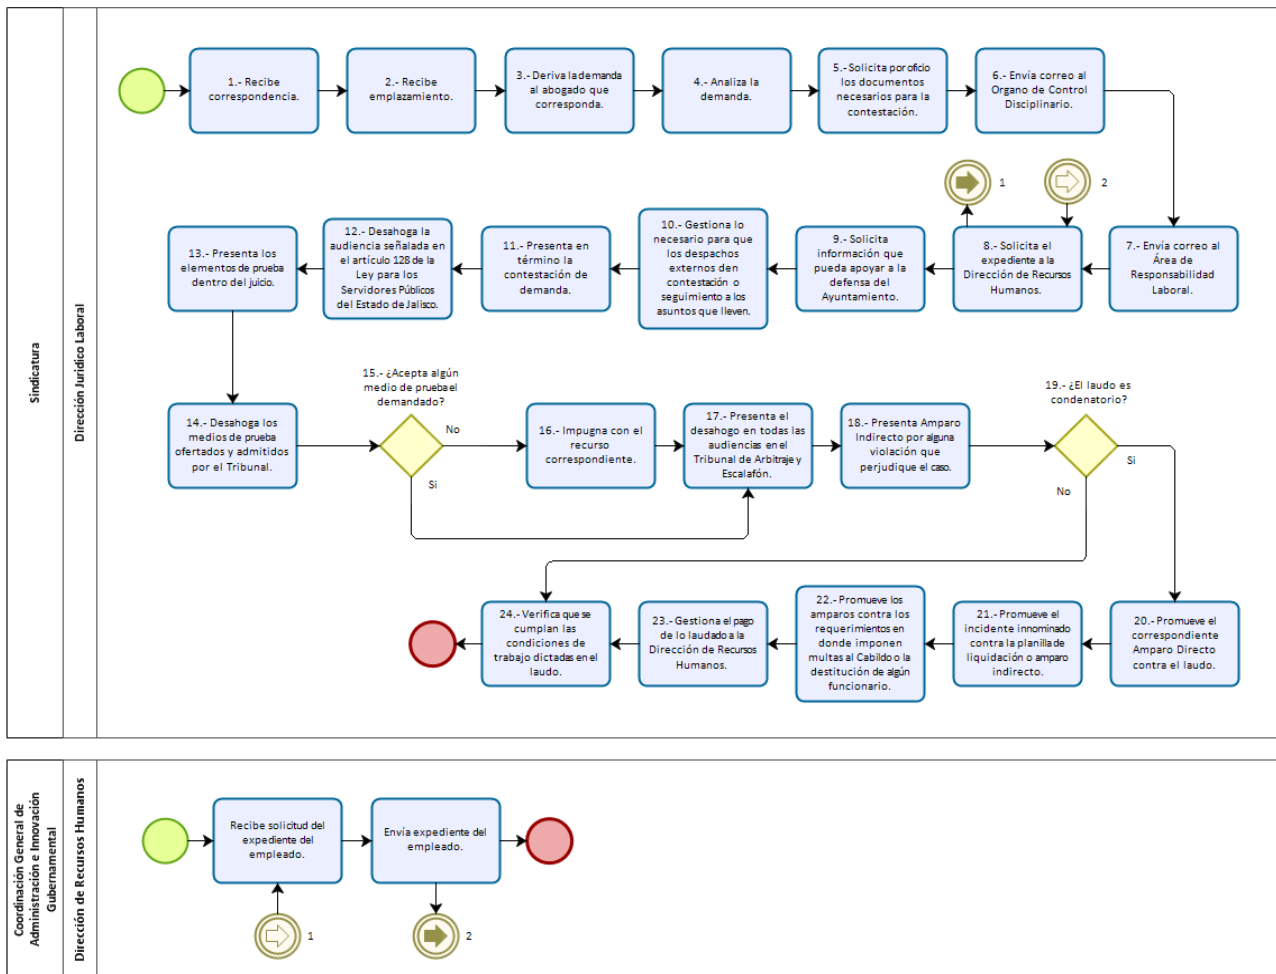 Sindicatura
Dirección Jurídico Laboral
1.- Recibe
correspondencia.
2.- Recibe
emplazamiento.
3.- Deriva la demanda
al abogado que
corresponda.
4.- Analiza la
demanda.
5.- Solicita por oficio
los documentos
necesarios para la
contestación.
6.- Envía correo al
Organo de Control
Disciplinario.
1
2
7.- Envía correo al
Área de
Responsabilidad
Laboral.
8.- Solicita el
expediente a la
Dirección de Recursos
Humanos.
9.- Solicita
información que
pueda apoyar a la
defensa del
Ayuntamiento.
10.- Gestiona lo
necesario para que
los despachos
externos den
contestación o
seguimiento a los
asuntos que lleven.
11.- Presenta en
término la
contestación de
demanda.
12.- Desahoga la
audiencia señalada en
el artículo 128 de la
Ley para los
Servidores Públicos
del Estado de Jalisco.
13.- Presenta los
elementos de prueba
dentro del juicio.
14.- Desahoga los
medios de prueba
ofertados y admitidos
por el Tribunal.
15.- ¿Acepta algún
medio de prueba el
demandado?
No
Si
16.- Impugna con el
recurso
correspondiente.
17.- Presenta el
desahogo en todas las
audiencias en el
Tribunal de Arbitraje y
Escalafón.
18.- Presenta Amparo
Indirecto por alguna
violación que
perjudique el caso.
19.- ¿El laudo es
condenatorio?
Si
No
20.- Promueve el
correspondiente
Amparo Directo
contra el laudo.
21.- Promueve el
incidente innominado
contra la planilla de
liquidación o amparo
indirecto.
22.- Promueve los
amparos contra los
requerimientos en
donde imponen
multas al Cabildo o la
destitución de algún
funcionario.
23.- Gestiona el pago
de lo laudado a la
Dirección de Recursos
Humanos.
24.- Verifica que se
cumplan las
condiciones de
trabajo dictadas en el
laudo.
Coordinación General de
Administración e Innovación
Gubernamental
Dirección de Recursos Humanos
Recibe solicitud del
expediente del
empleado.
Envía expediente del
empleado.
1
2